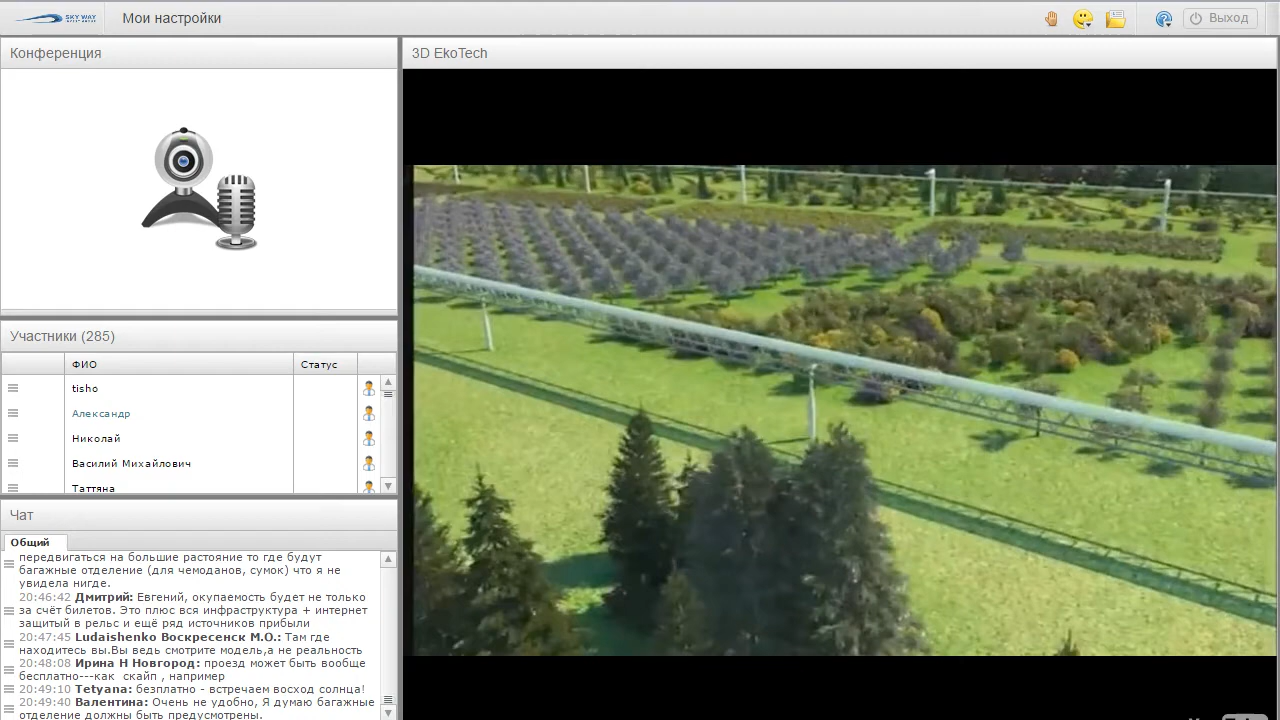 SKY WAY
Мои настройки
Выход
Конференция
3D EkoTech
Участники (285)
ФИО
Статус
tisho
Александр
Николай
Василий Михайлович
Таттяна
Чат
Общий
передвигаться на большие растояние то где будут
багажные отделение (для чемоданов, сумок) что я не
увидела нигде.
20:46:42 Дмитрий: Евгений, окупаемость будет не только
за счёт билетов. Это плюс вся инфраструктура + интернет
защитый в рельс и ещё ряд источников прибыли
20:47:45 Ludaishenko Воскресенск М.О.: Там где
находитесь вы.Вы ведь смотрите модель,а не реальность
20:48:08 Ирина Н Новгород: проезд может быть вообще
бесплатно---как скайп , например
20:49:10 Tetyana: безплатно - встречаем восход солнца!
20:49:40 Валентина: Очень не удобно, Я думаю багажные
отделение должны быть предусмотрены.